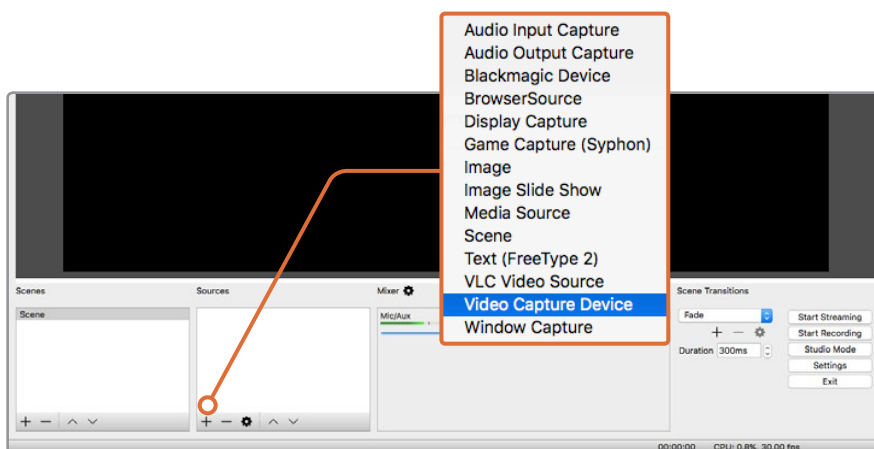 Audio Input Capture
Audio Output Capture
Blackmagic Device
BrowserSource
Display Capture
Game Capture (Syphon)
Image
Image Slide Show
Media Source
Scene
Text (FreeType 2)
VLC Video Source
Video Capture Device
Window Capture
Scenes
Scene
Sources
Mixer
Mic/Aux
Scene Transitions
Fade
Duration 300ms
Start Streaming
Start Recording
Studio Mode
Settings
Exit
00:00:00 CPU: 0.8%, 30.00 fps